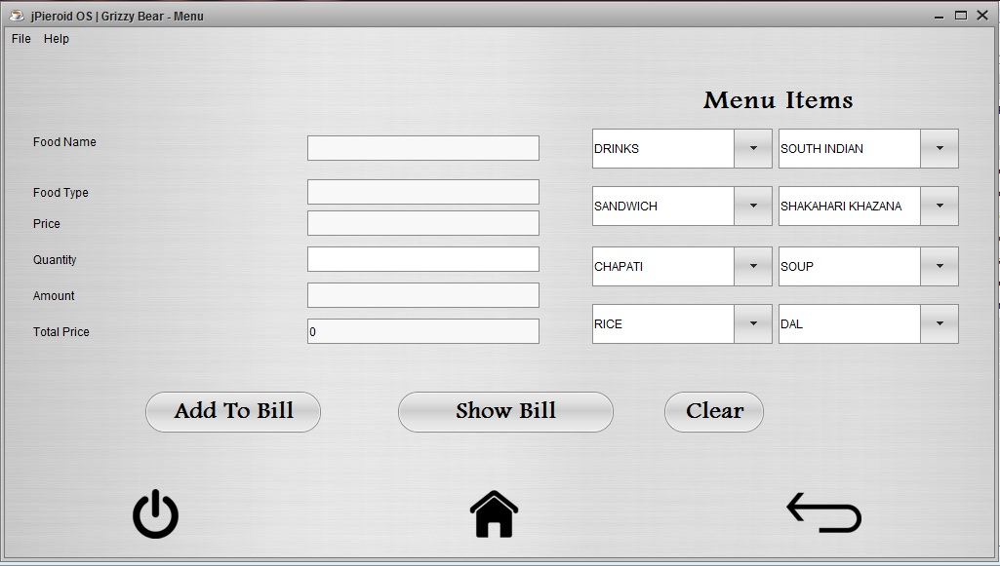 jPieroid OS | Grizzy Bear - Menu
File Help
Menu Items
Food Name
DRINKS SOUTH INDIAN
Food Type
SANDWICH SHAKAHARI KHAZANA
Price
Quantity
CHAPATI SOUP
Amount
Total Price 0
RICE DAL
Add To Bill Show Bill Clear